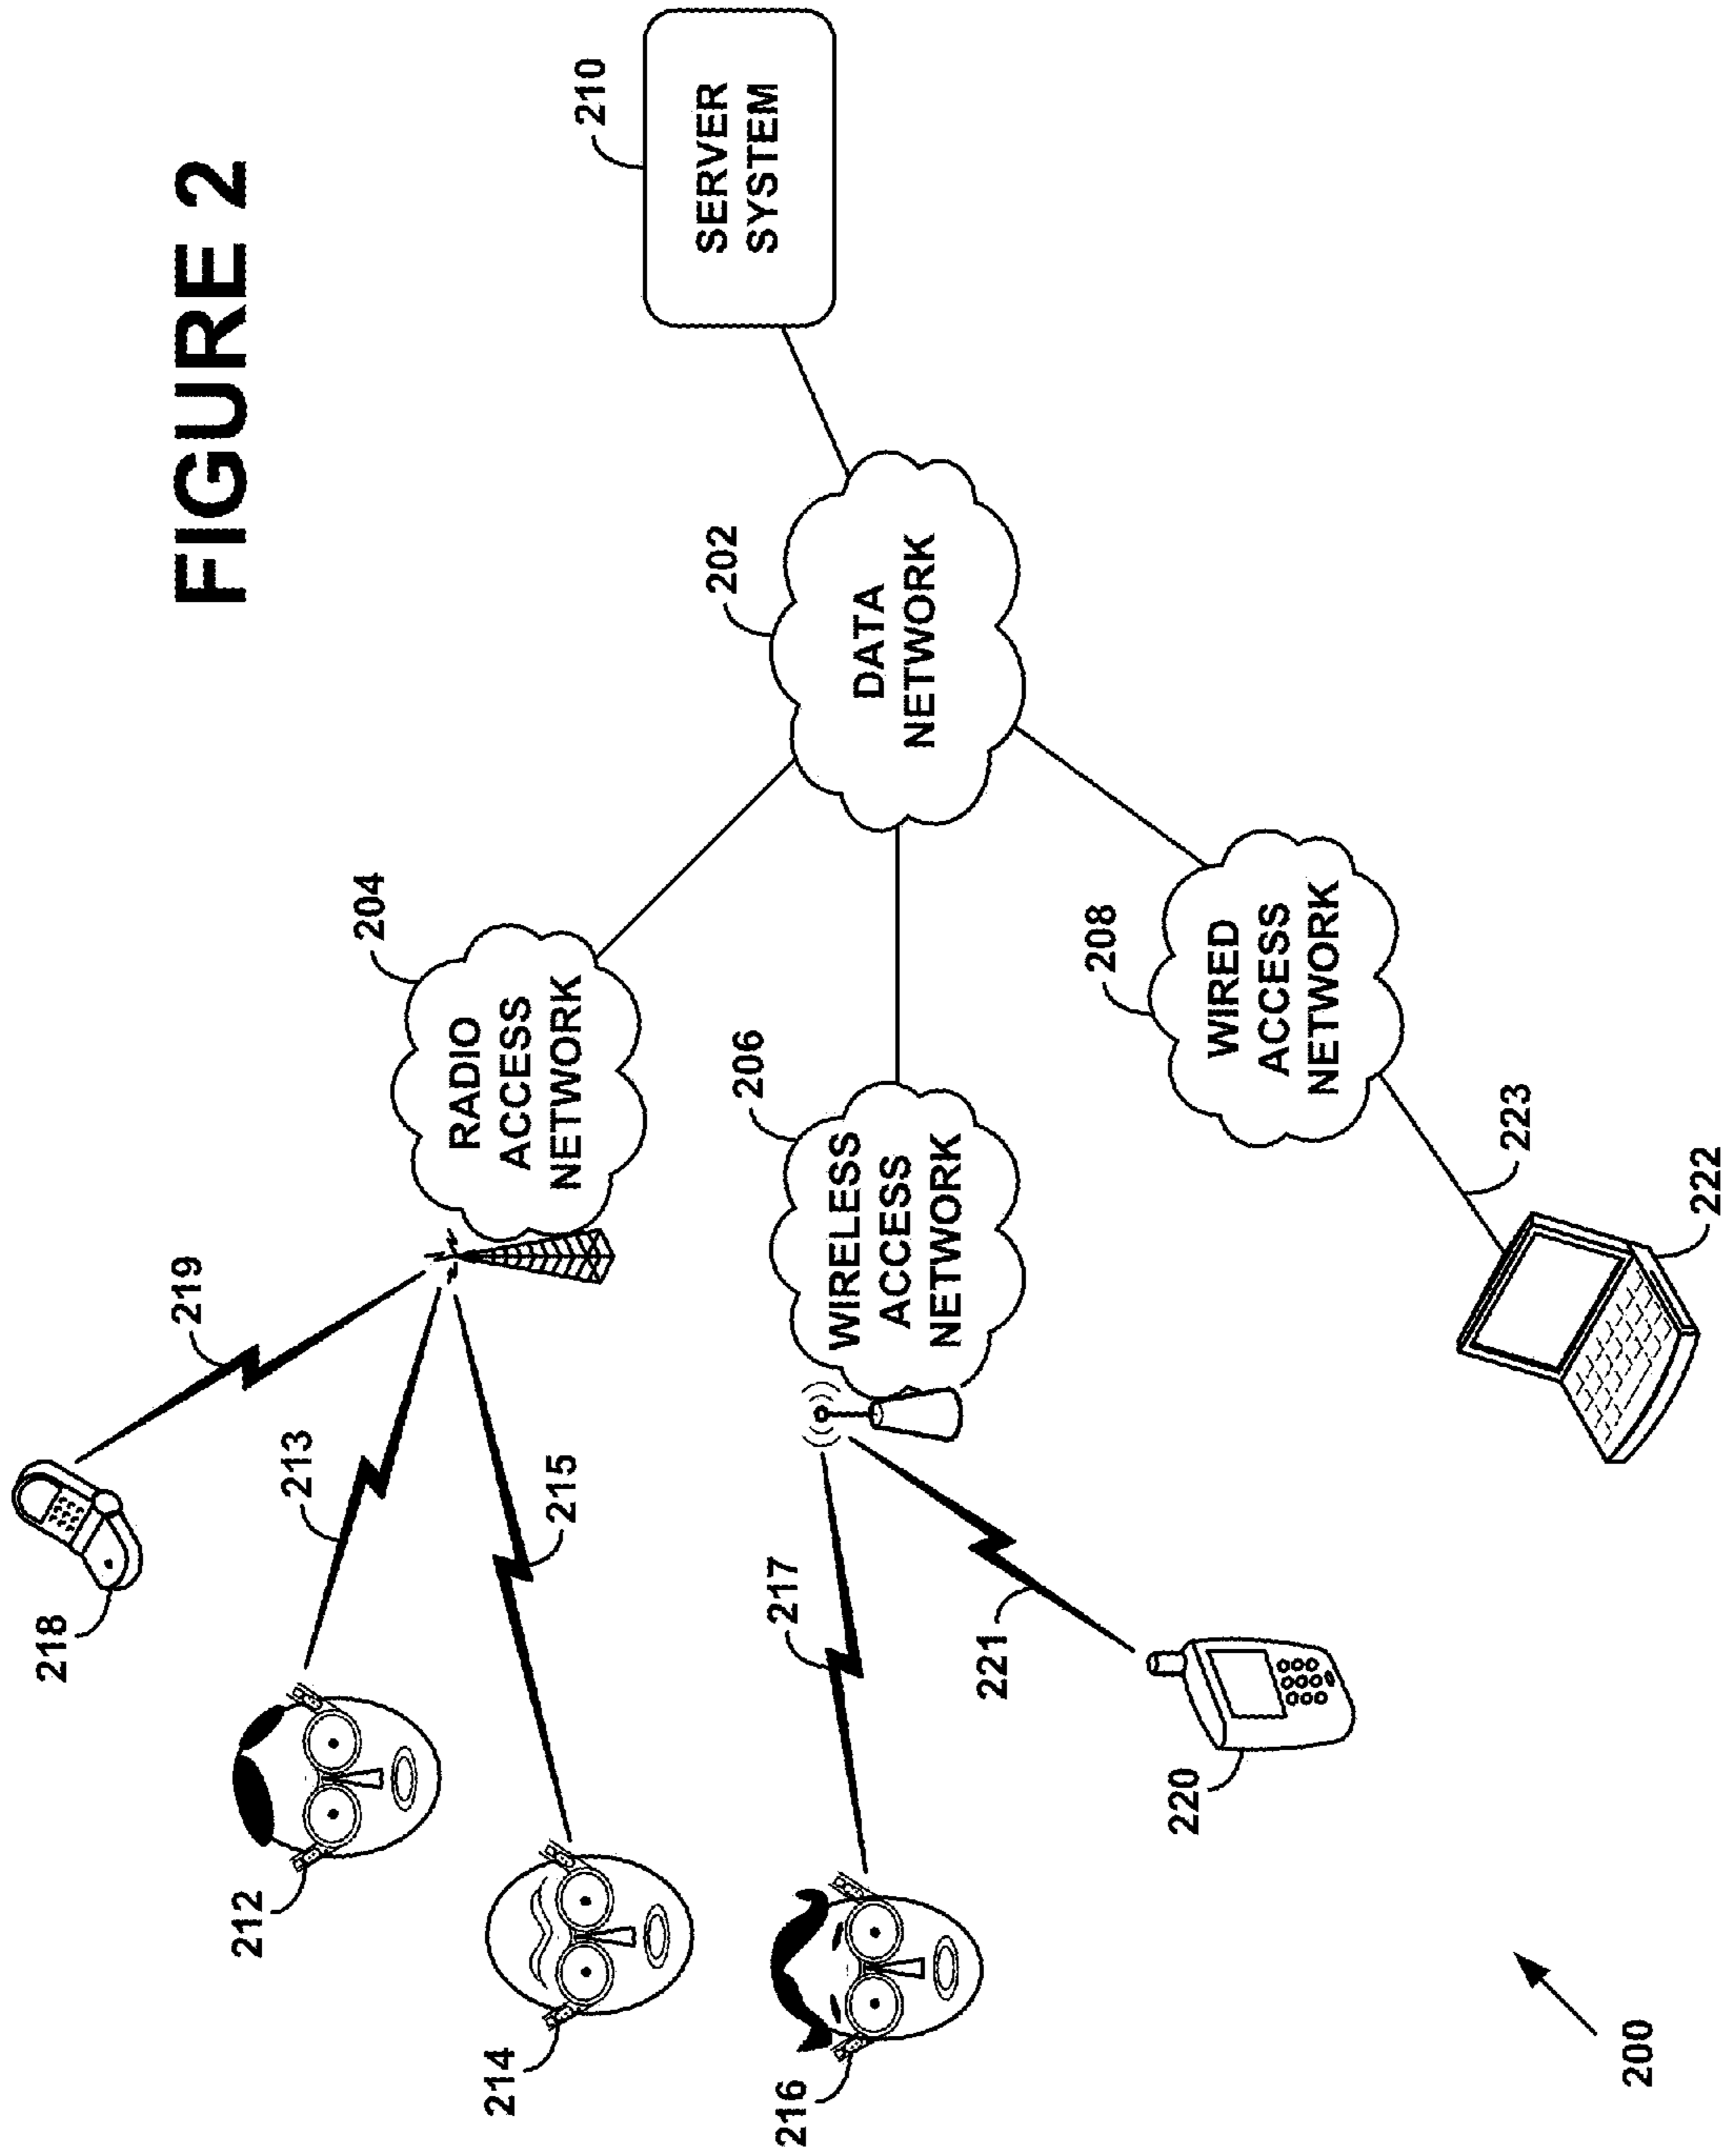 FIGURE 2
218
219
212
213
204
RADIO
ACCESS
NETWORK
214
215
210
SERVER
SYSTEM
202
DATA
NETWORK
216
217
206
WIRELESS
ACCESS
NETWORK
221
220
208
WIRED
ACCESS
NETWORK
223
222
200